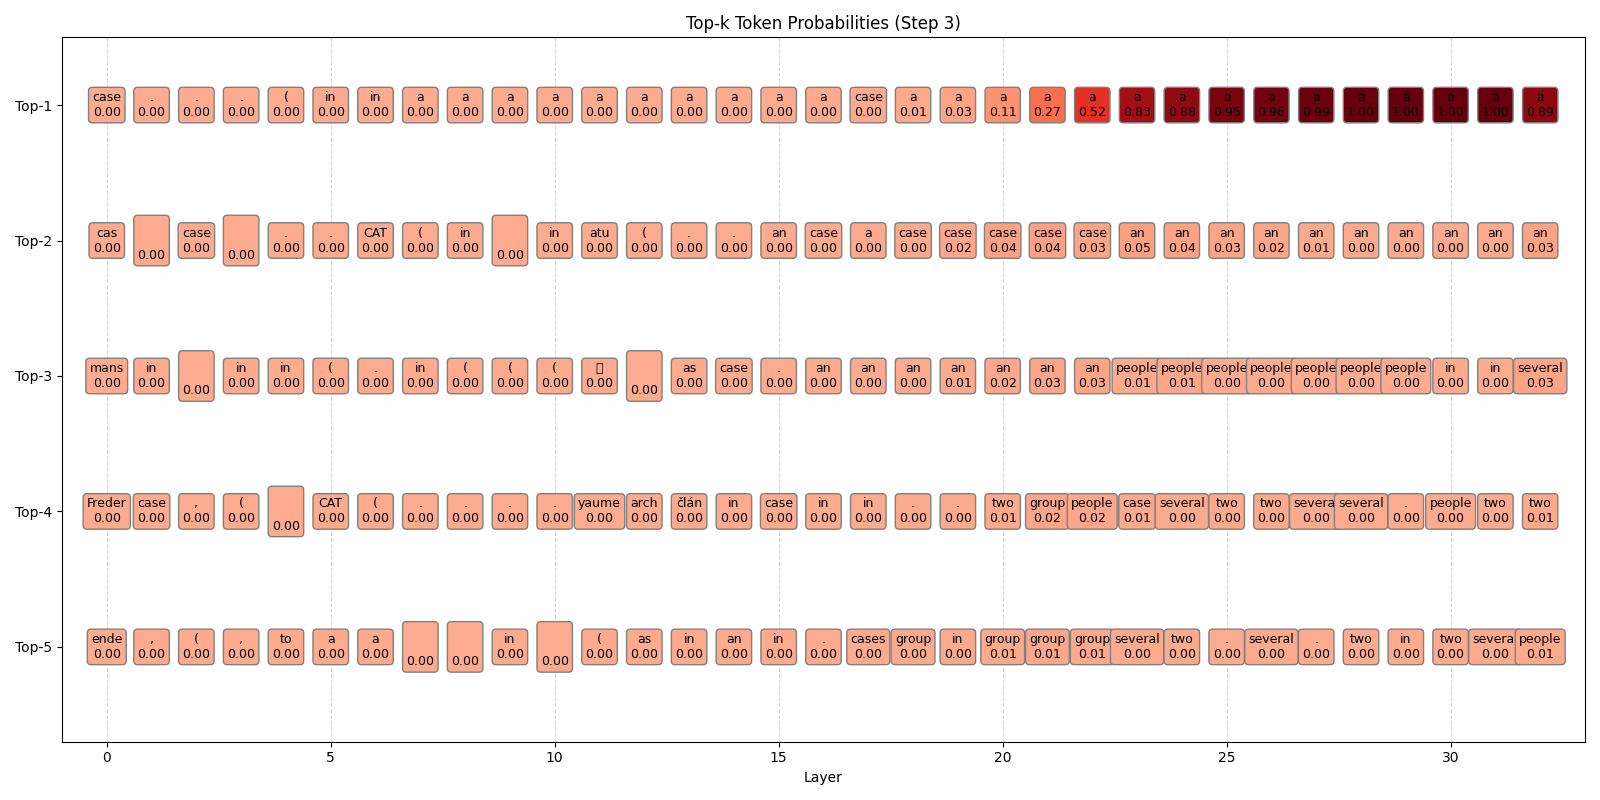 Top-k Token Probabilities (Step 3)
Top-1
case . . . ( in in a a a a a a a a a a case a a a a a a a a a a a a a a a
0.00 0.00 0.00 0.00 0.00 0.00 0.00 0.00 0.00 0.00 0.00 0.00 0.00 0.00 0.00 0.00 0.00 0.00 0.01 0.03 0.11 0.27 0.52 0.83 0.88 0.95 0.96 0.99 1.00 1.00 1.00 1.00 0.89
Top-2
cas case . . CAT ( in in atu ( . . an case a case case case case case an an an an an an an an an an
0.00 0.00 0.00 0.00 0.00 0.00 0.00 0.00 0.00 0.00 0.00 0.00 0.00 0.00 0.00 0.00 0.00 0.00 0.00 0.02 0.04 0.04 0.03 0.05 0.04 0.03 0.02 0.01 0.00 0.00 0.00 0.00 0.03
Top-3
mans in in in ( . in ( ( ( as case . an an an an an an an people people people people people people people in in several
0.00 0.00 0.00 0.00 0.00 0.00 0.00 0.00 0.00 0.00 0.00 0.00 0.00 0.00 0.00 0.00 0.00 0.00 0.00 0.01 0.02 0.03 0.03 0.01 0.01 0.00 0.00 0.00 0.00 0.00 0.00 0.00 0.03
Top-4
Freder case , ( CAT ( . . . . yaume arch člán in case in in . . two group people case several two two several several . people two two
0.00 0.00 0.00 0.00 0.00 0.00 0.00 0.00 0.00 0.00 0.00 0.00 0.00 0.00 0.00 0.00 0.00 0.00 0.00 0.00 0.01 0.02 0.02 0.01 0.00 0.00 0.00 0.00 0.00 0.00 0.00 0.00 0.01
Top-5
ende , ( , to a a in ( as in an in . cases group in group group group several two . several . two in two several people
0.00 0.00 0.00 0.00 0.00 0.00 0.00 0.00 0.00 0.00 0.00 0.00 0.00 0.00 0.00 0.00 0.00 0.00 0.00 0.00 0.01 0.01 0.01 0.00 0.00 0.00 0.00 0.00 0.00 0.00 0.00 0.00 0.01
0 5 10 15 20 25 30
Layer